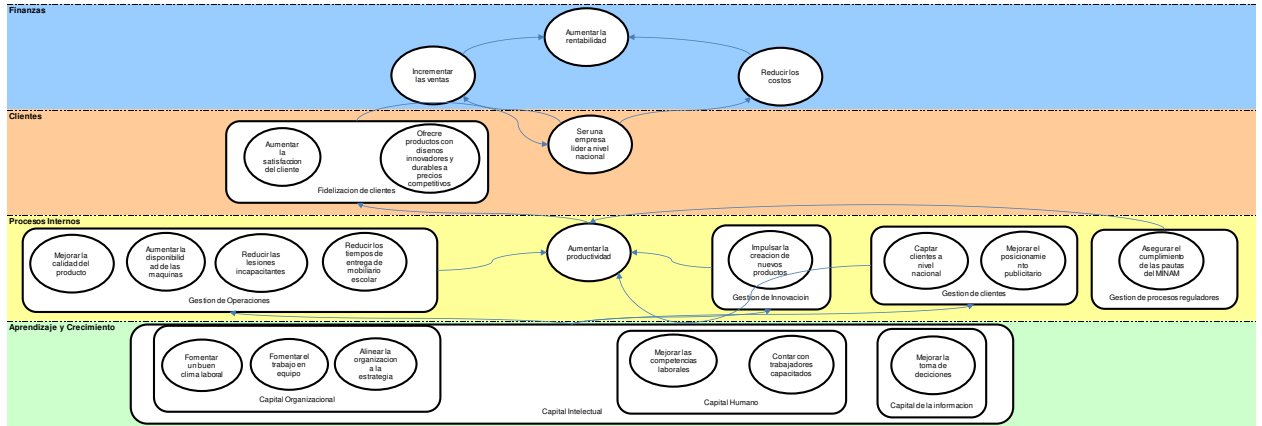 Finanzas
Aumentar la
rentabilidad
Incrementar
las ventas
Reducir los
costos
Clientes
Aumentar
la
satisfaccion
del cliente
Ofrecre
productos con
disenos
innovadores y
durables a
precios
competitivos
Fidelizacion de clientes
Ser una
empresa
lider a nivel
nacional
Procesos Internos
Mejorar la
calidad del
producto
Aumentar la
disponibilid
ad de las
maquinas
Reducir las
lesiones
incapacitantes
Reducir los
tiempos de
entrega de
mobiliario
escolar
Gestion de Operaciones
Aumentar la
productividad
Impulsar la
creacion de
nuevos
productos
Gestion de Innovacioin
Captar
clientes a
nivel
nacional
Mejorar el
posicionamie
nto
publicitario
Gestion de clientes
Asegurar el
cumplimiento
de las pautas
del MINAM
Gestion de procesos reguladores
Aprendizaje y Crecimiento
Fomentar
un buen
clima laboral
Fomentar el
trabajo en
equipo
Alinear la
organizacion
a la
estrategia
Capital Organizacional
Mejorar las
competencias
laborales
Contar con
trabajadores
capacitados
Capital Humano
Mejorar la
toma de
deciciones
Capital de la informacion
Capital Intelectual